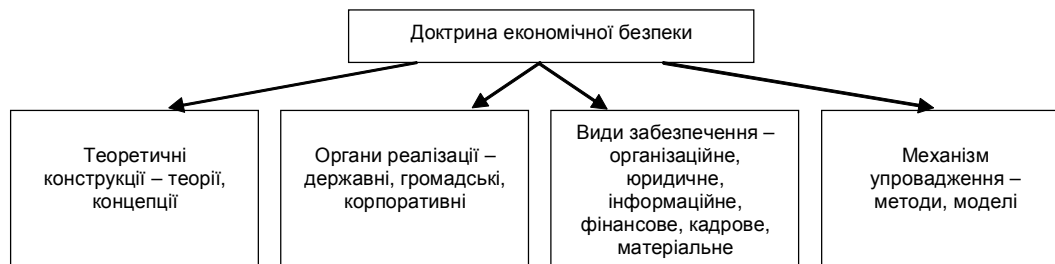 Доктрина економічної безпеки
Теоретичні
конструкції – теорії,
концепції
Органи реалізації –
державні, громадські,
корпоративні
Види забезпечення –
організаційне,
юридичне,
інформаційне,
фінансове, кадрове,
матеріальне
Механізм
упровадження –
методи, моделі